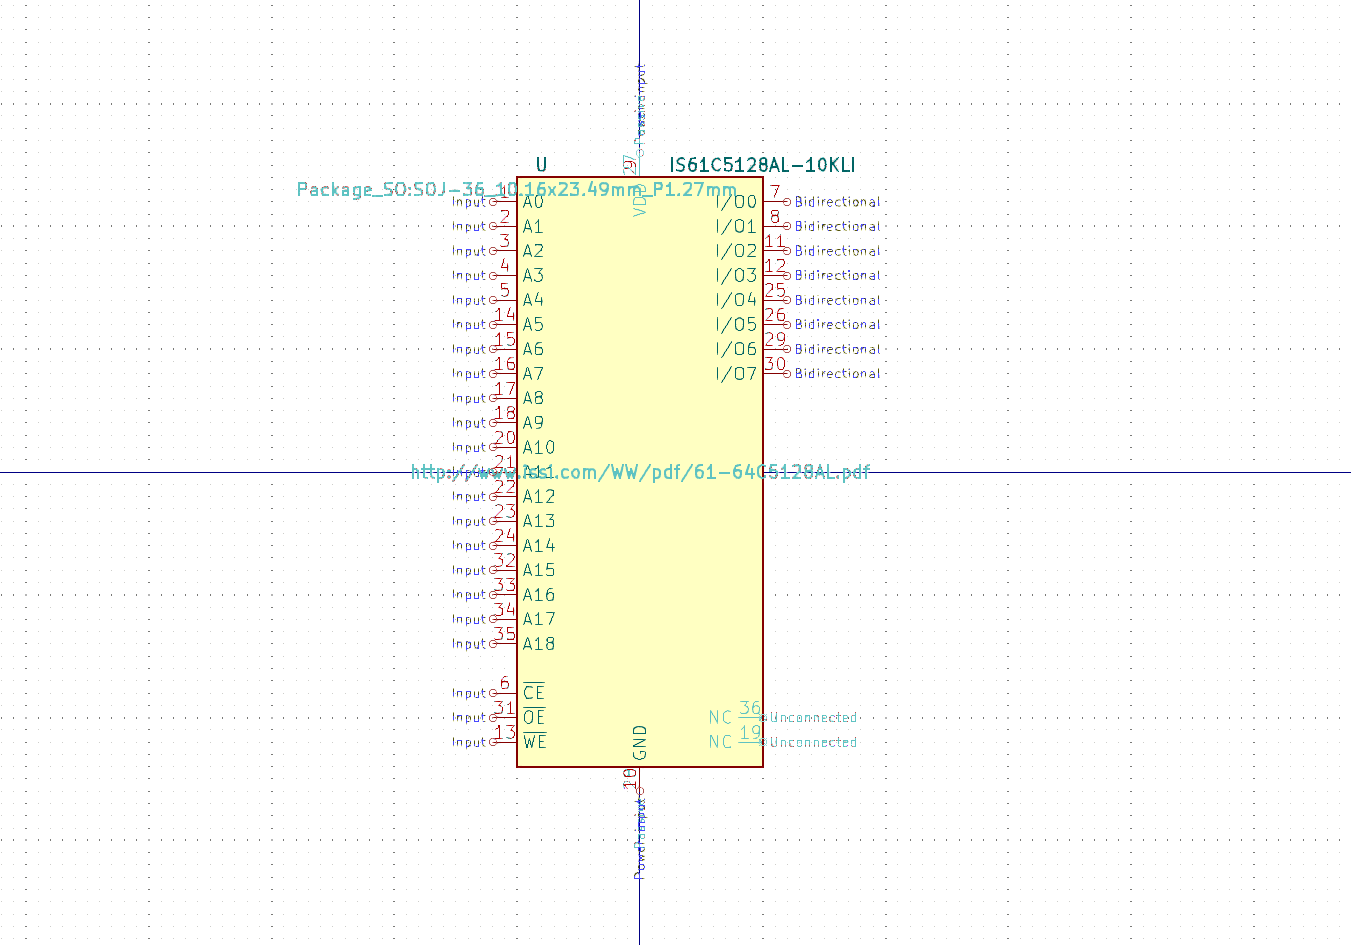 Power input
U IS61C5128AL-10KLI
Package_SO:SOJ-36_10.16x23.49mm_P1.27mm
VDD
Input 1 A0 I/O0 7 Bidirectional
Input 2 A1 I/O1 8 Bidirectional
Input 3 A2 I/O2 11 Bidirectional
Input 4 A3 I/O3 12 Bidirectional
Input 5 A4 I/O4 25 Bidirectional
Input 14 A5 I/O5 26 Bidirectional
Input 15 A6 I/O6 29 Bidirectional
Input 16 A7 I/O7 30 Bidirectional
Input 17 A8
Input 18 A9
Input 20 A10
Input 21 A11
http://www.issi.com/WW/pdf/61-64C5128AL.pdf
Input 22 A12
Input 23 A13
Input 24 A14
Input 32 A15
Input 33 A16
Input 34 A17
Input 35 A18
Input 6 CE
Input 31 OE NC 36 Unconnected
Input 13 WE NC 19 Unconnected
GND
10
Power input